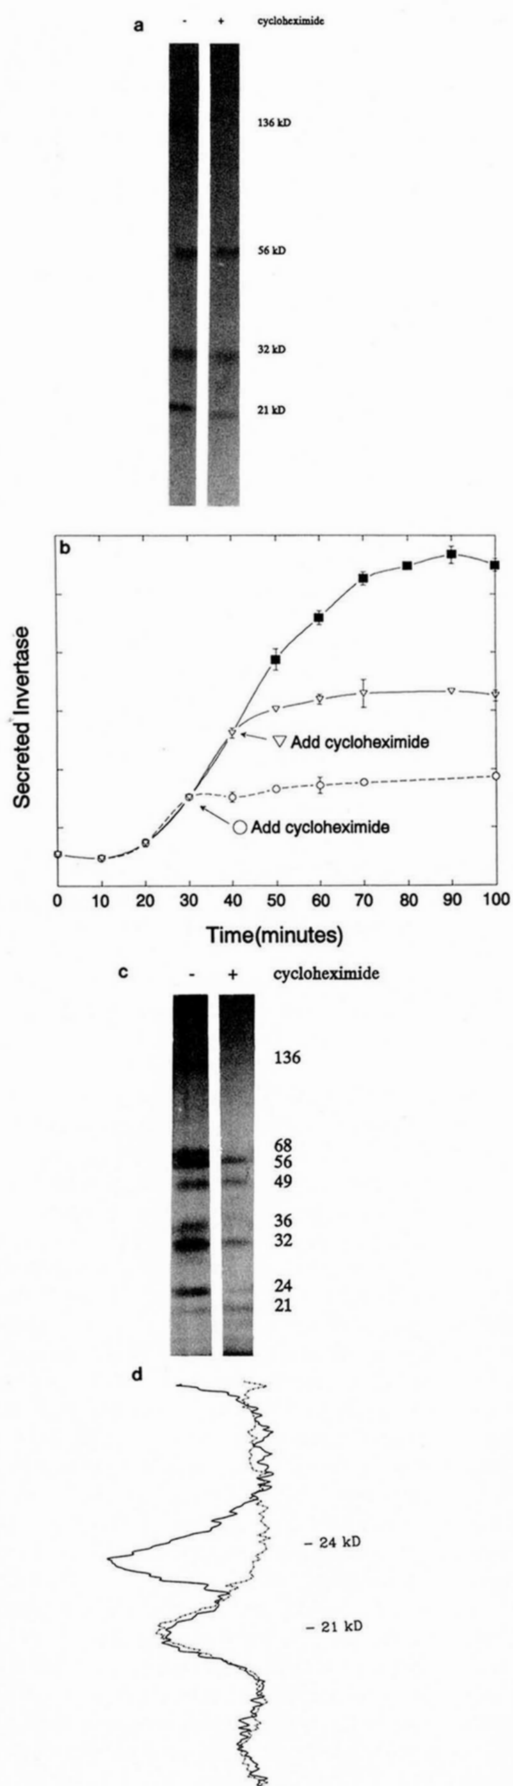 a - + cycloheximide
136 kD
56 kD
32 kD
21 kD
b
Secreted Invertase
Add cycloheximide
Add cycloheximide
0 10 20 30 40 50 60 70 80 90 100
Time(minutes)
c - + cycloheximide
136
68
56
49
36
32
24
21
d
- 24 kD
- 21 kD